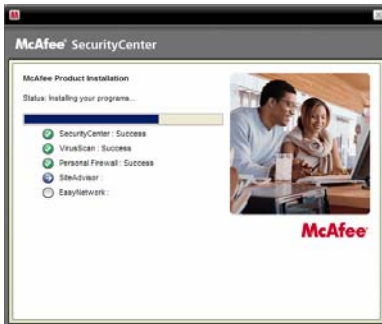 McAfee® SecurityCenter
McAfee Product Installation
Status: Installing your programs...
SecurityCenter : Success
VirusScan : Success
Personal Firewall : Success
SiteAdvisor :
EasyNetwork :
McAfee®